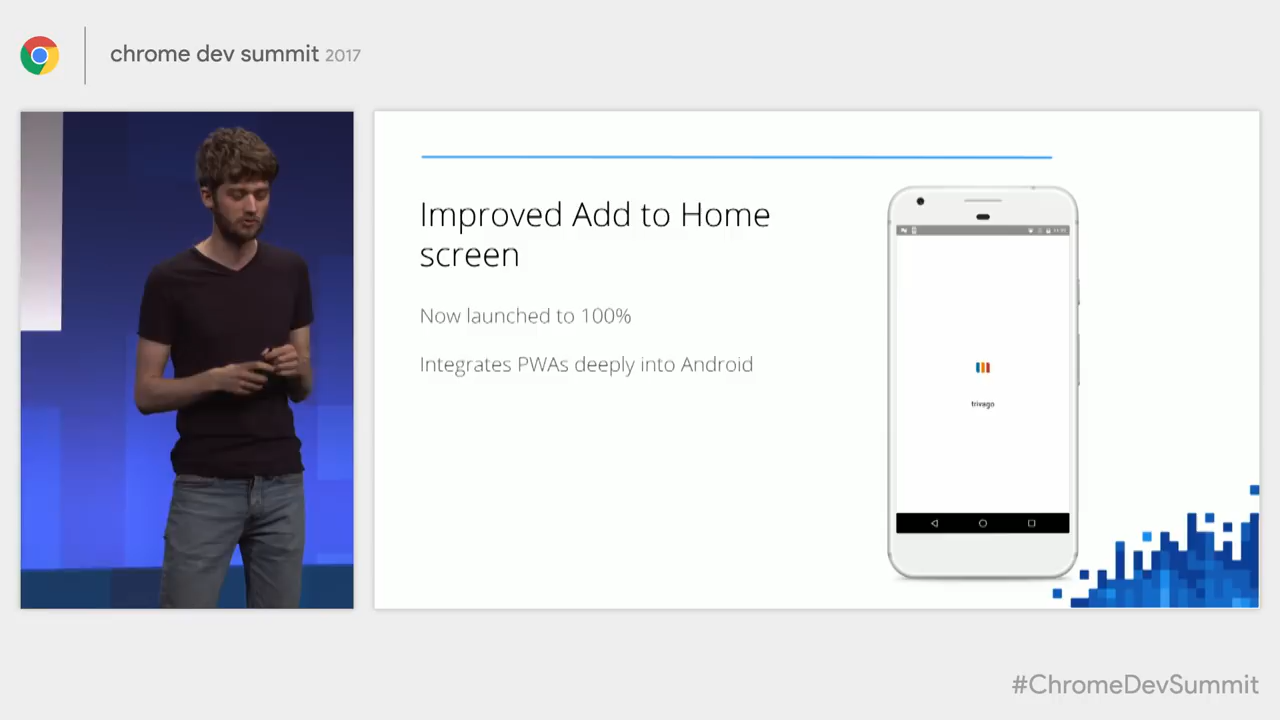 chrome dev summit 2017
Improved Add to Home
screen
Now launched to 100%
Integrates PWAs deeply into Android
trivago
#ChromeDevSummit